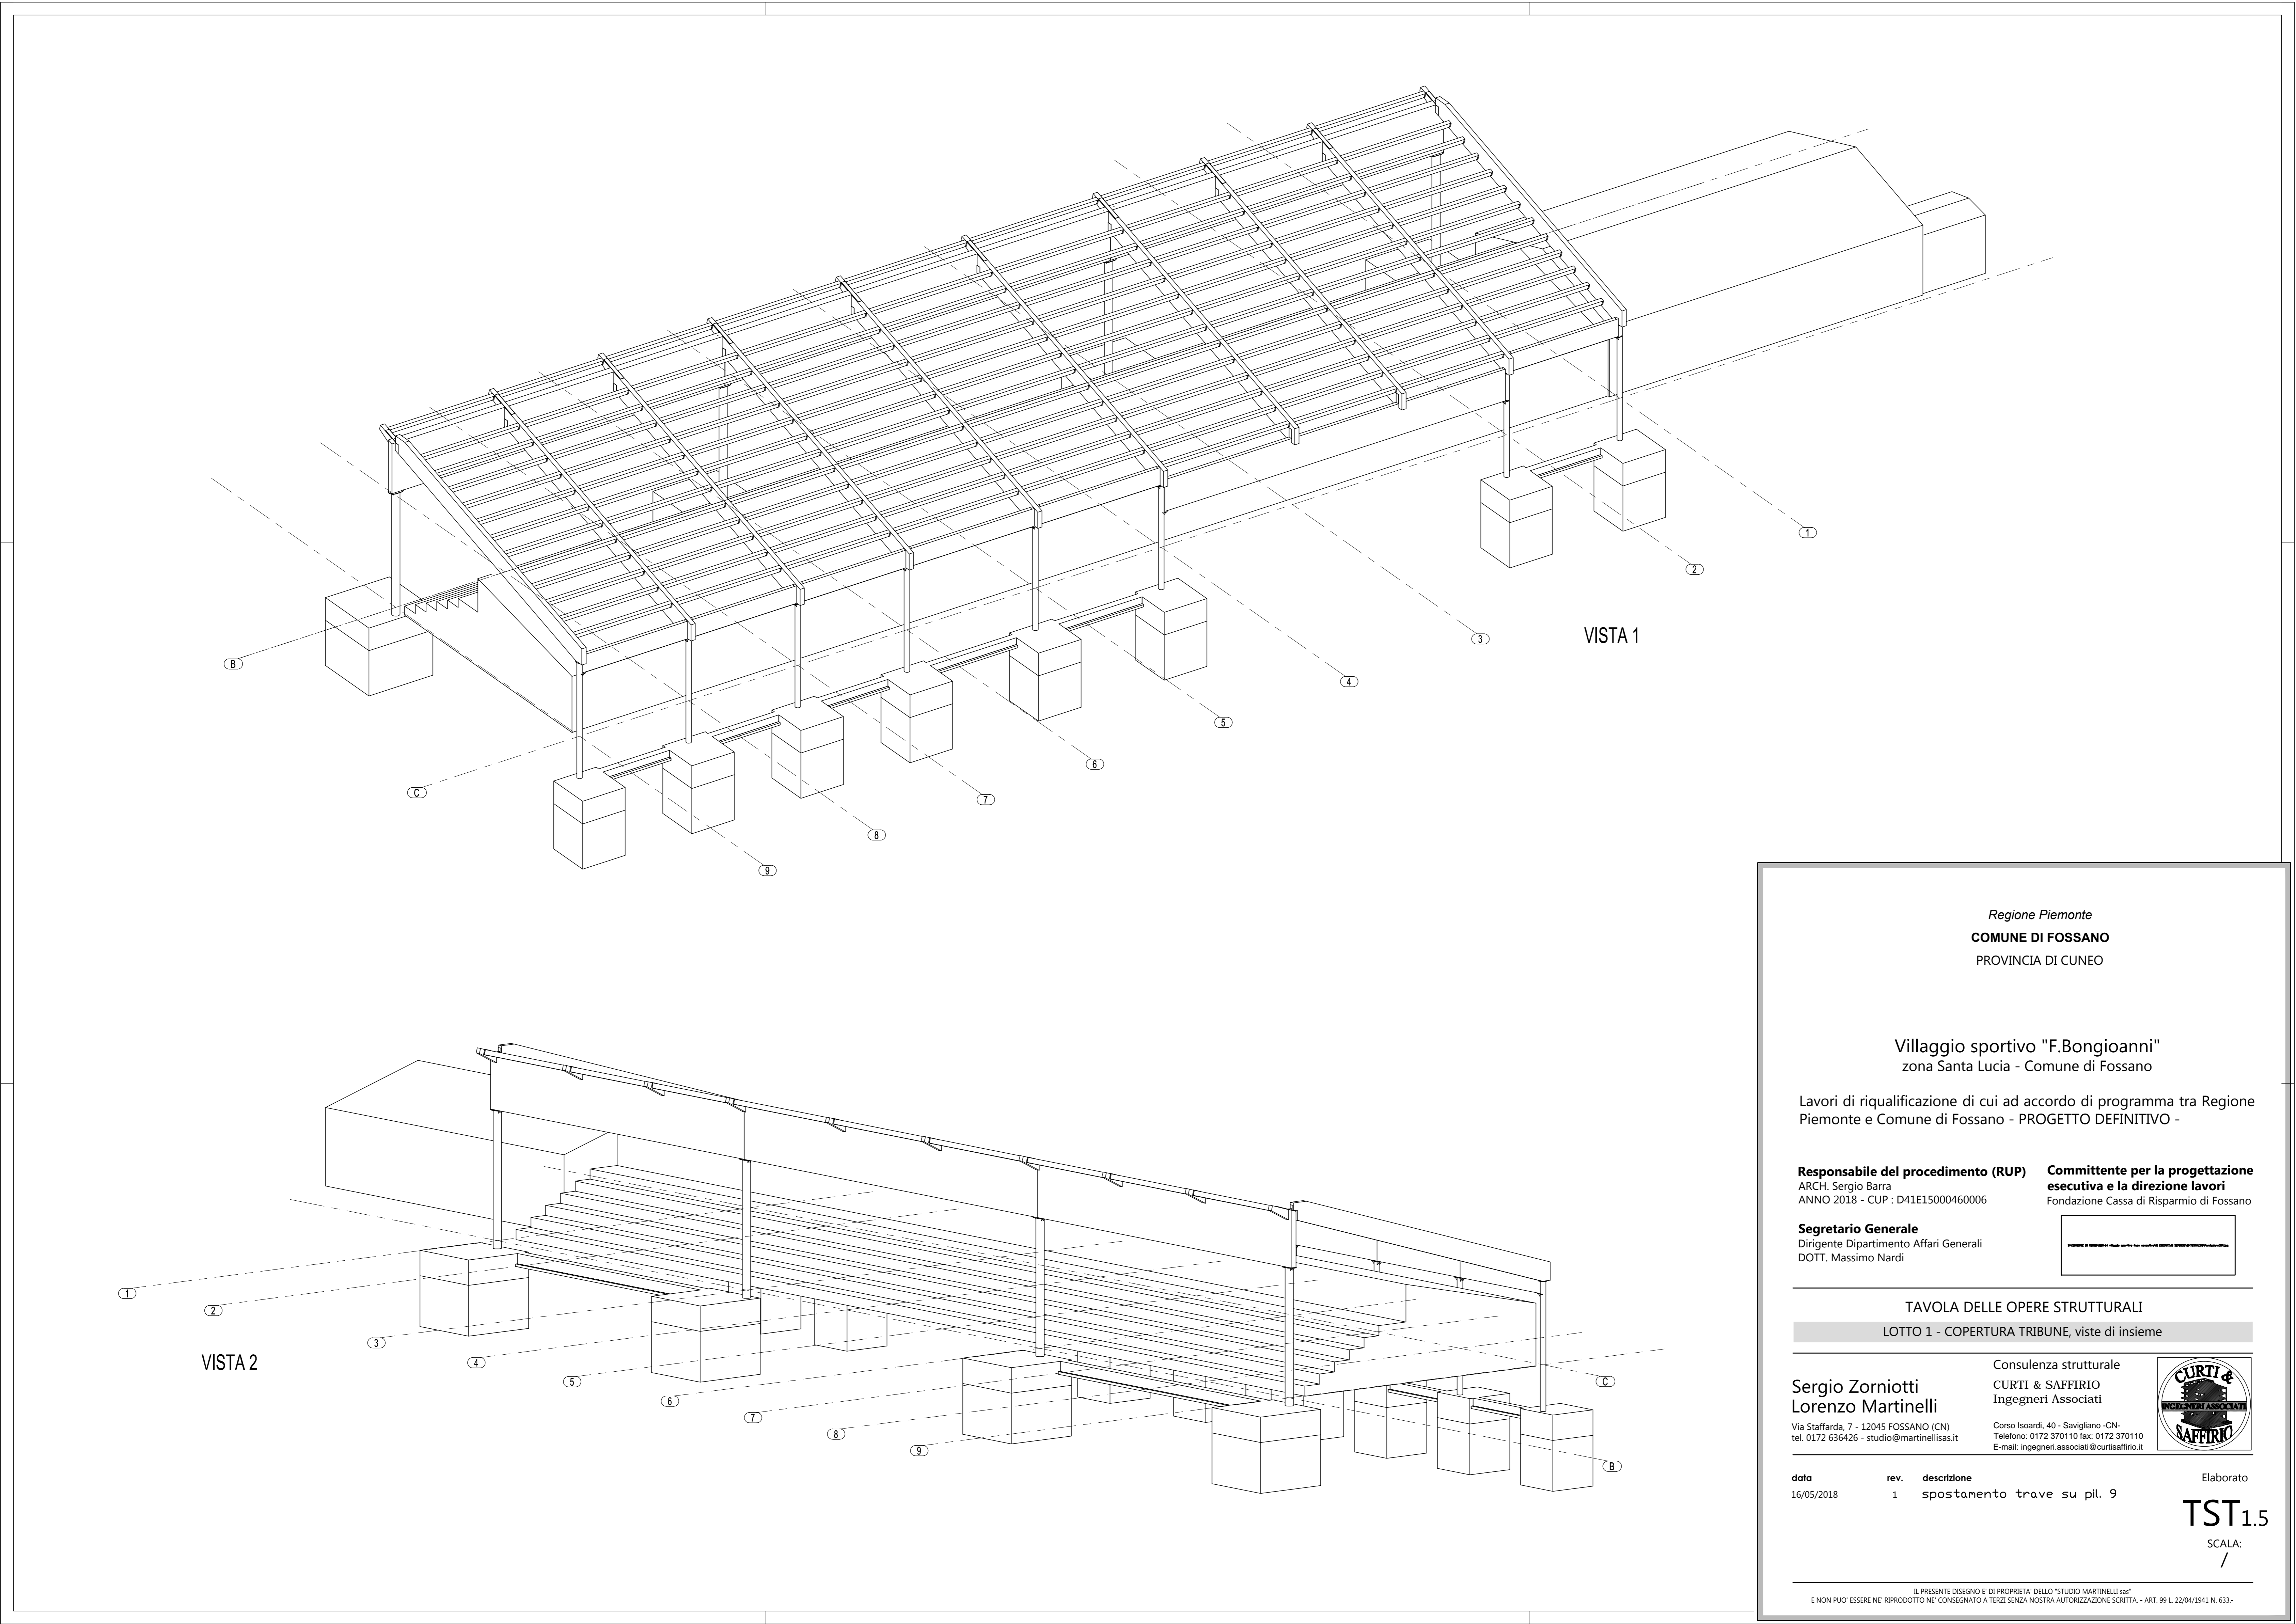 1
2
VISTA 1
3
B
4
5
6
C
7
8
9
Regione Piemonte
COMUNE DI FOSSANO
PROVINCIA DI CUNEO
Villaggio sportivo "F.Bongioanni"
zona Santa Lucia - Comune di Fossano
Lavori di riqualificazione di cui ad accordo di programma tra Regione
Piemonte e Comune di Fossano - PROGETTO DEFINITIVO -
Responsabile del procedimento (RUP)
ARCH. Sergio Barra
ANNO 2018 - CUP : D41E15000460006
Committente per la progettazione
esecutiva e la direzione lavori
Fondazione Cassa di Risparmio di Fossano
Segretario Generale
Dirigente Dipartimento Affari Generali
DOTT. Massimo Nardi
1
2
3
VISTA 2
4
5
6
7
8
9
C
B
TAVOLA DELLE OPERE STRUTTURALI
LOTTO 1 - COPERTURA TRIBUNE, viste di insieme
Sergio Zorniotti
Lorenzo Martinelli
Via Staffarda, 7 - 12045 FOSSANO (CN)
tel. 0172 636426 - studio@martinellisas.it
Consulenza strutturale
CURTI & SAFFIRIO
Ingegneri Associati
Corso Isoardi, 40 - Savigliano -CN-
Telefono: 0172 370110 fax: 0172 370110
E-mail: ingegneri.associati@curtisaffirio.it
CURTI &
INGEGNERI ASSOCIATI
SAFFIRIO
data rev. descrizione
16/05/2018 1 spostamento trave su pil. 9
Elaborato
TST1.5
SCALA:
/
IL PRESENTE DISEGNO E' DI PROPRIETA' DELLO "STUDIO MARTINELLI sas"
E NON PUO' ESSERE NE' RIPRODOTTO NE' CONSEGNATO A TERZI SENZA NOSTRA AUTORIZZAZIONE SCRITTA. - ART. 99 L. 22/04/1941 N. 633.-